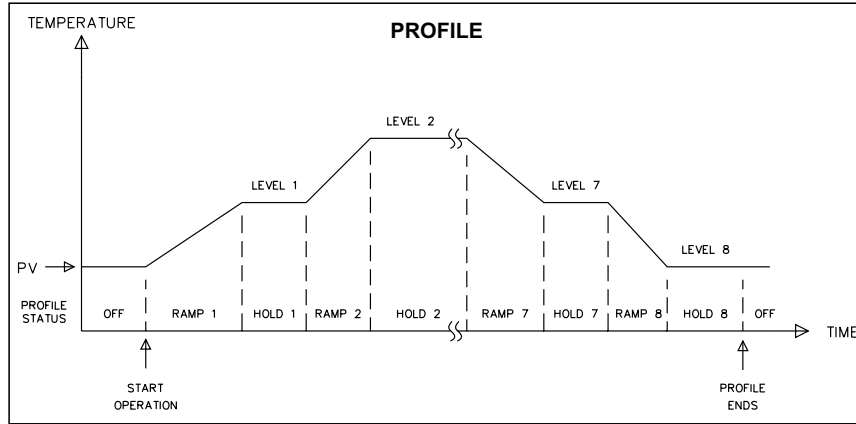 PROFILE
TEMPERATURE
LEVEL 2
LEVEL 1
LEVEL 7
LEVEL 8
PV
PROFILE
STATUS
OFF
RAMP 1
HOLD 1
RAMP 2
HOLD 2
RAMP 7
HOLD 7
RAMP 8
HOLD 8
OFF
TIME
START
OPERATION
PROFILE
ENDS